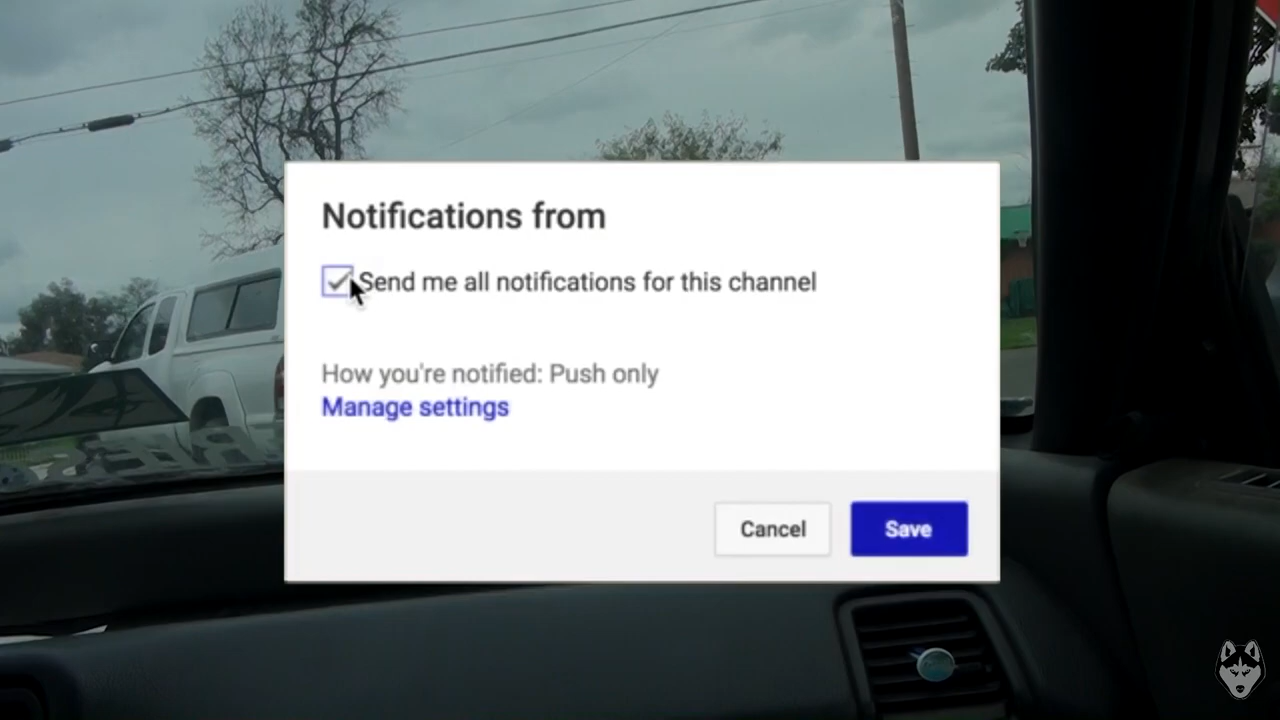 Notifications from
Send me all notifications for this channel
How you're notified: Push only
Manage settings
Cancel
Save